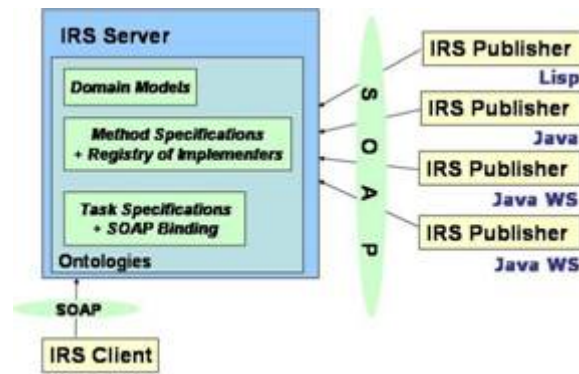 IRS Server
Domain Models
Method Specifications
+ Registry of Implementers
Task Specifications
+ SOAP Binding
Ontologies
SOAP
IRS Client
S
O
A
P
IRS Publisher
Lisp
IRS Publisher
Java
IRS Publisher
Java WS
IRS Publisher
Java WS